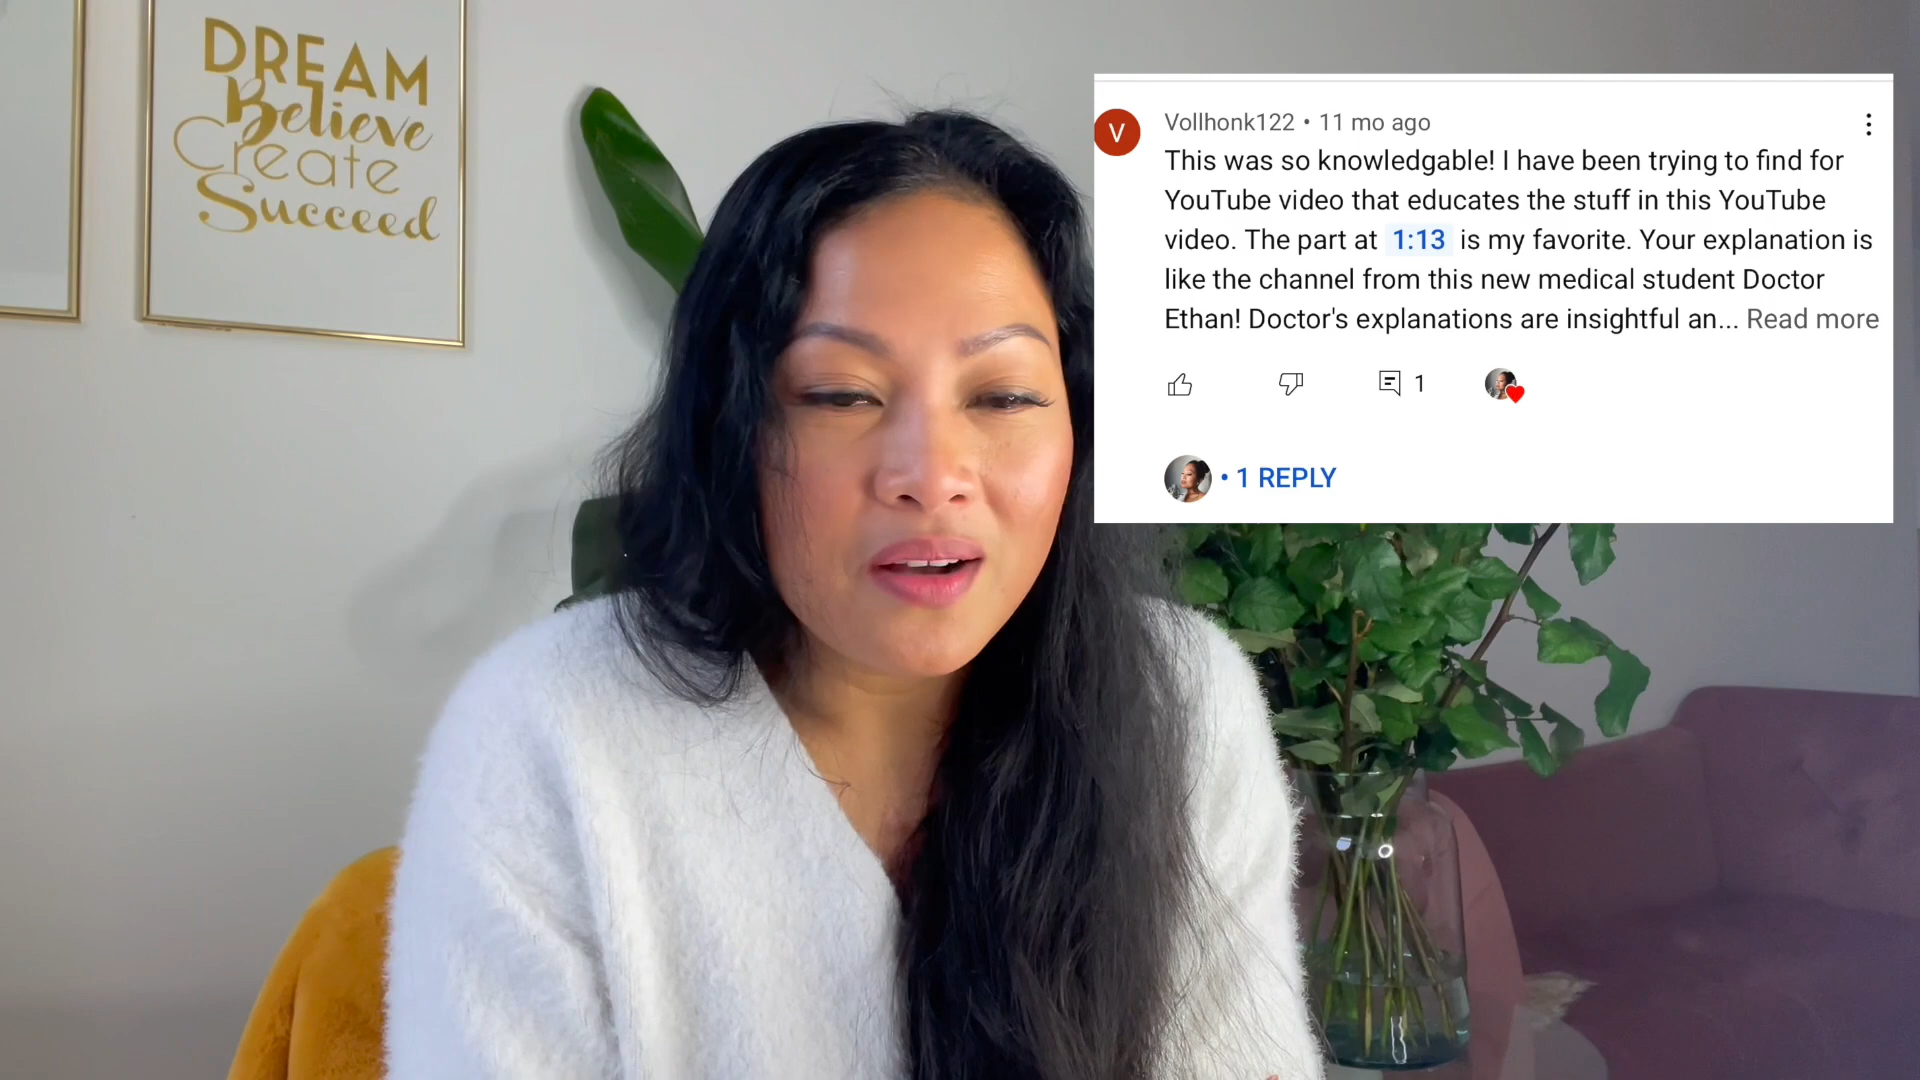 DREAM
Believe
Create
Succeed
V
Vollhonk122 • 11 mo ago
This was so knowledgable! I have been trying to find for
YouTube video that educates the stuff in this YouTube
video. The part at 1:13 is my favorite. Your explanation is
like the channel from this new medical student Doctor
Ethan! Doctor's explanations are insightful an... Read more
1
• 1 REPLY